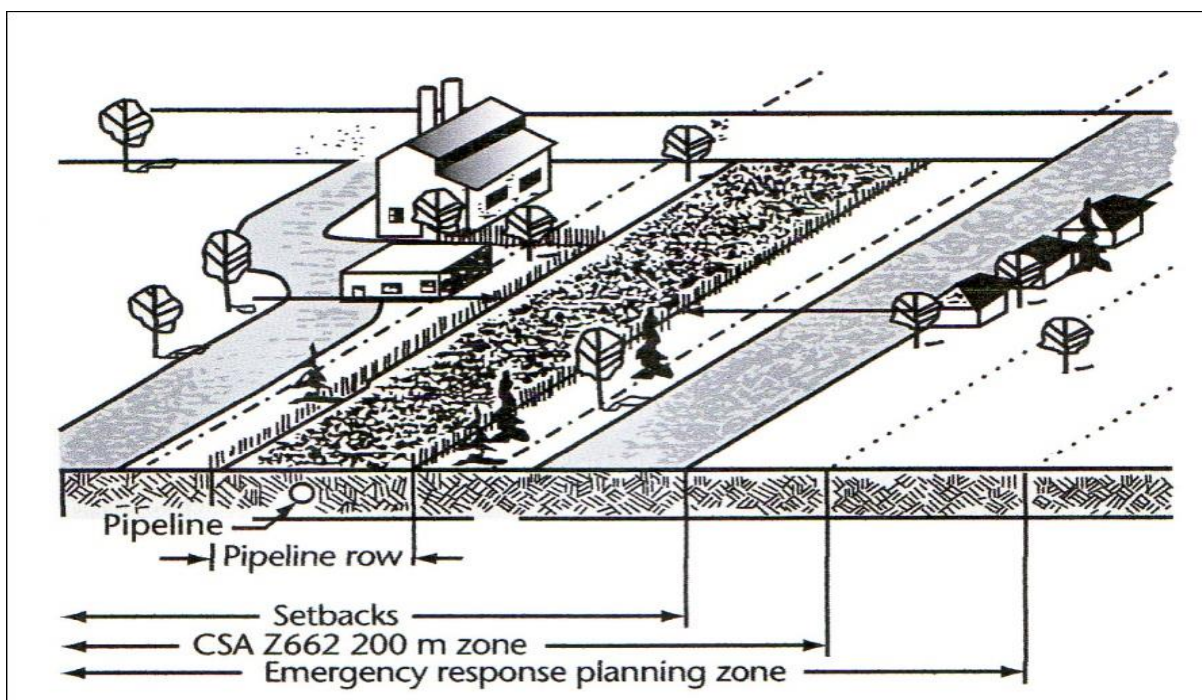 Pipeline
Pipeline row
Setbacks
CSA Z662 200 m zone
Emergency response planning zone